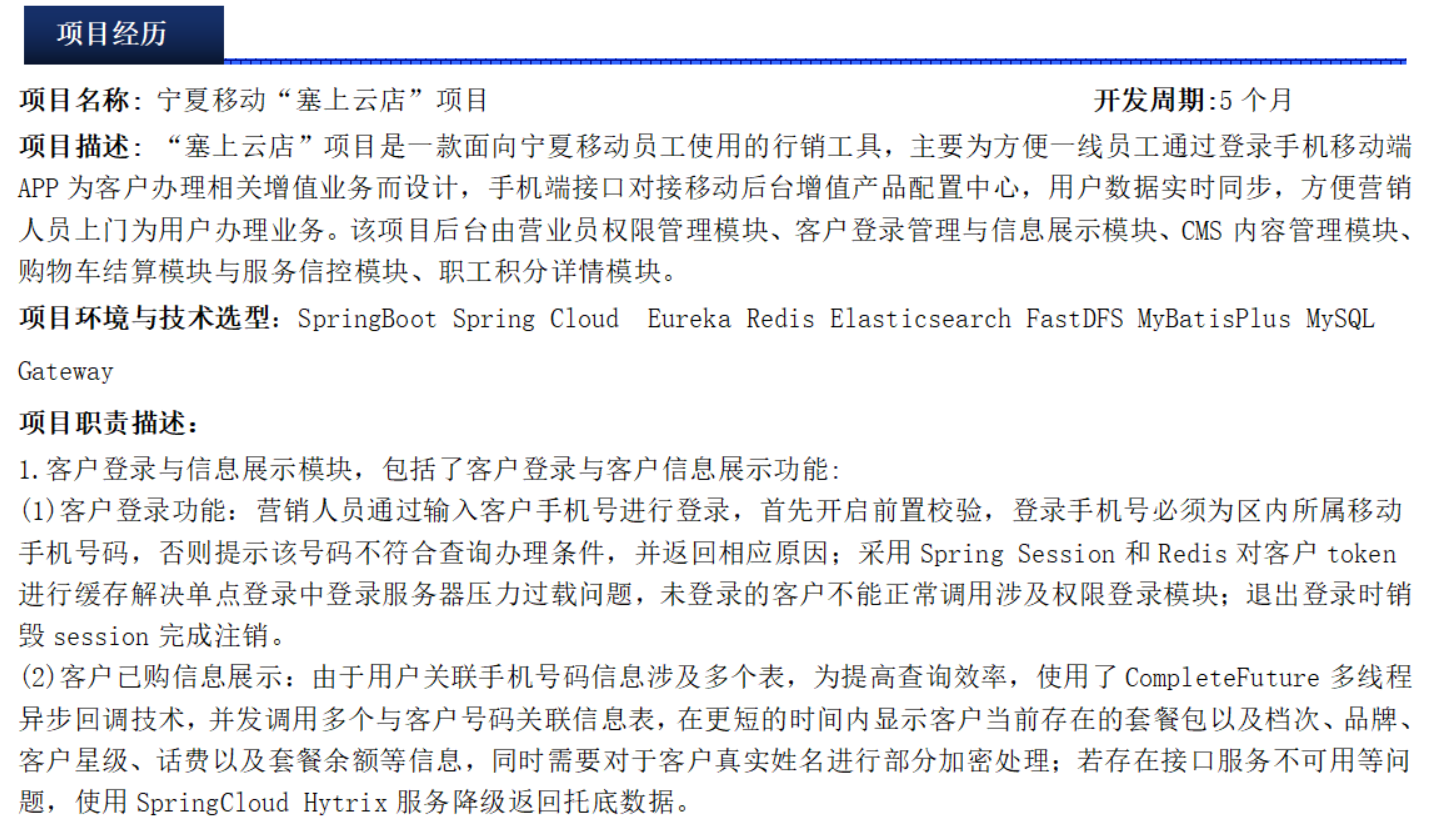 项目经历
项目名称: 宁夏移动“塞上云店”项目 开发周期:5 个月
项目描述: “塞上云店”项目是一款面向宁夏移动员工使用的行销工具，主要为方便一线员工通过登录手机移动端
APP 为客户办理相关增值业务而设计，手机端接口对接移动后台增值产品配置中心，用户数据实时同步，方便营销
人员上门为用户办理业务。该项目后台由营业员权限管理模块、客户登录管理与信息展示模块、CMS 内容管理模块、
购物车结算模块与服务信控模块、职工积分详情模块。
项目环境与技术选型: SpringBoot Spring Cloud  Eureka Redis Elasticsearch FastDFS MyBatisPlus MySQL
Gateway
项目职责描述:
1.客户登录与信息展示模块，包括了客户登录与客户信息展示功能:
(1)客户登录功能: 营销人员通过输入客户手机号进行登录，首先开启前置校验，登录手机号必须为区内所属移动
手机号码，否则提示该号码不符合查询办理条件，并返回相应原因；采用 Spring Session 和 Redis 对客户 token
进行缓存解决单点登录中登录服务器压力过载问题，未登录的客户不能正常调用涉及权限登录模块；退出登录时销
毁 session 完成注销。
(2)客户已购信息展示: 由于用户关联手机号码信息涉及多个表，为提高查询效率，使用了 CompleteFuture 多线程
异步回调技术，并发调用多个与客户号码关联信息表，在更短的时间内显示客户当前存在的套餐包以及档次、品牌、
客户星级、话费以及套餐余额等信息，同时需要对于客户真实姓名进行部分加密处理；若存在接口服务不可用等问
题，使用 SpringCloud Hytrix 服务降级返回托底数据。